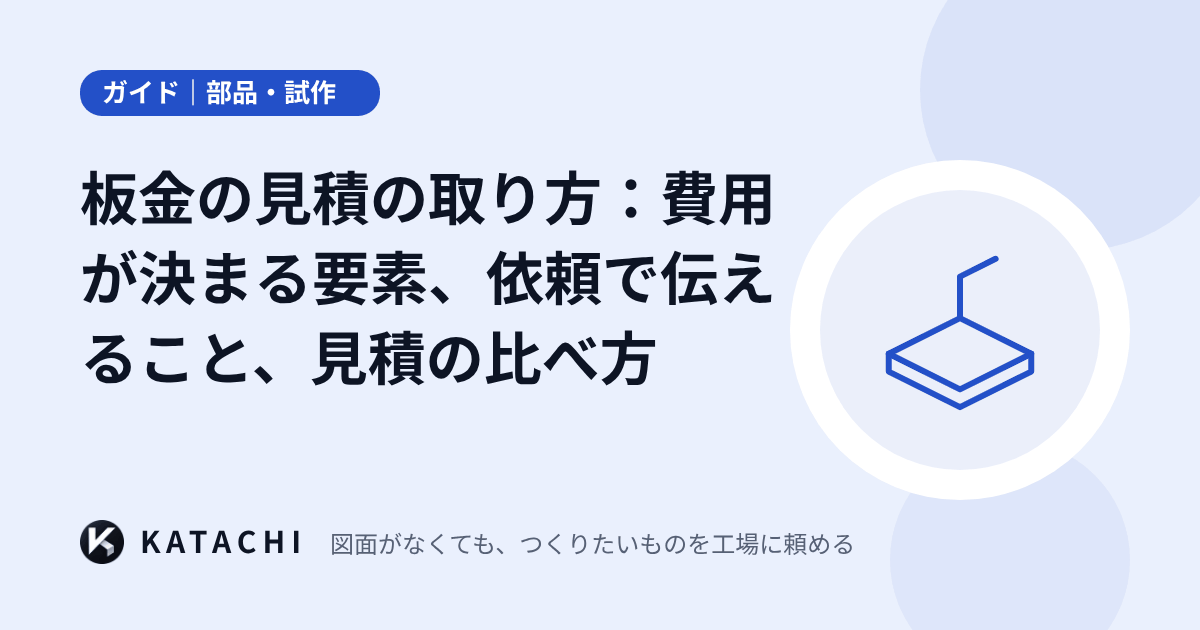 ガイド｜部品・試作
板金の見積の取り方：費用
が決まる要素、依頼で伝え
ること、見積の比べ方
KATACHI 図面がなくても、つくりたいものを工場に頼める